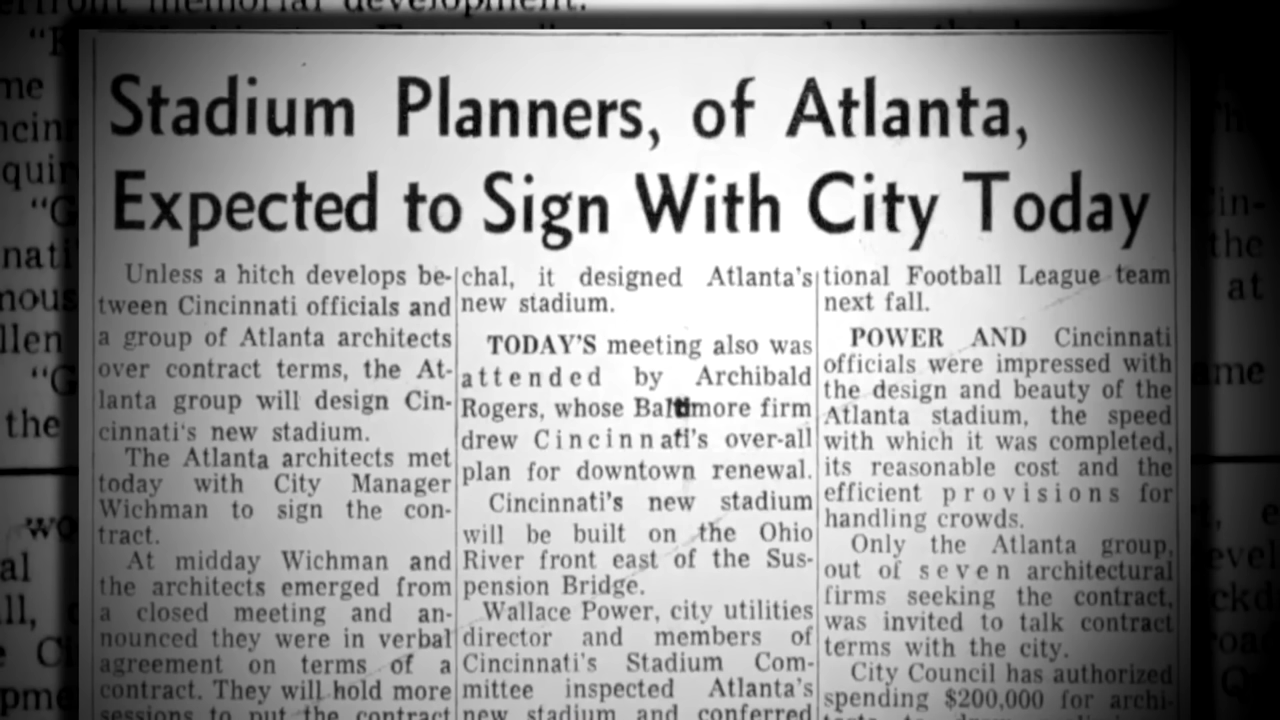 Stadium Planners, of Atlanta,
Expected to Sign With City Today
Unless a hitch develops be-
tween Cincinnati officials and
a group of Atlanta architects
over contract terms, the At-
lanta group will design Cin-
cinnati's new stadium.
The Atlanta architects met
today with City Manager
Wichman to sign the con-
tract.
At midday Wichman and
the architects emerged from
a closed meeting and an-
nounced they were in verbal
agreement on terms of a
contract. They will hold more
sessions to put the contract
chal, it designed Atlanta's
new stadium.
TODAY'S meeting also was
attended by Archibald
Rogers, whose Baltimore firm
drew Cincinnati's over-all
plan for downtown renewal.
Cincinnati's new stadium
will be built on the Ohio
River front east of the Sus-
pension Bridge.
Wallace Power, city utilities
director and members of
Cincinnati's Stadium Com-
mittee inspected Atlanta's
new stadium and conferred
tional Football League team
next fall.
POWER AND Cincinnati
officials were impressed with
the design and beauty of the
Atlanta stadium, the speed
with which it was completed,
its reasonable cost and the
efficient provisions for
handling crowds.
Only the Atlanta group,
out of seven architectural
firms seeking the contract,
was invited to talk contract
terms with the city.
City Council has authorized
spending $200,000 for archi-